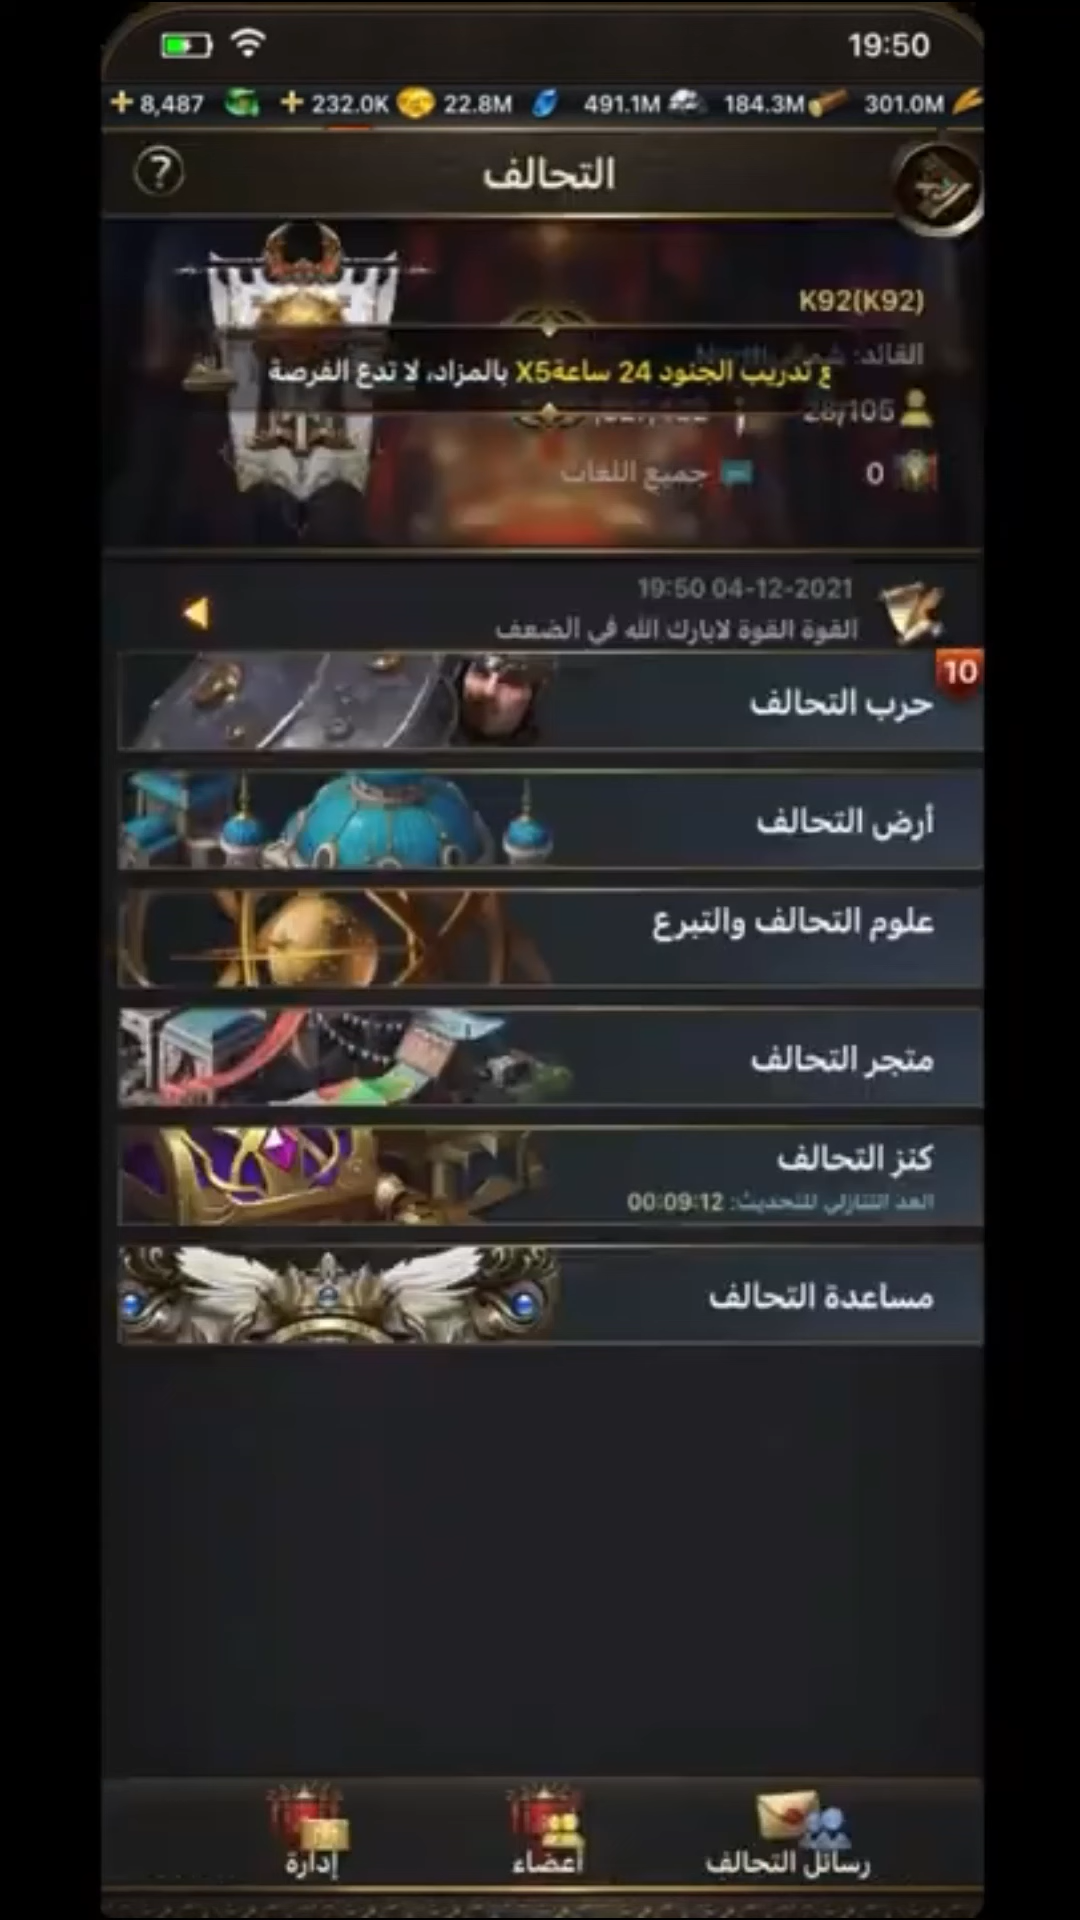 19:50
8,487 232.0K 22.8M 491.1M 184.3M 301.0M
?
التحالف
K92(K92)
القائد:
ع تدريب الجنود 24 ساعةX5 بالمزاد، لا تدع الفرصة
28/105
0
جميع اللغات
19:50 04-12-2021
القوة القوة لابارك الله في الضعف
10
حرب التحالف
أرض التحالف
علوم التحالف والتبرع
متجر التحالف
كنز التحالف
العد التنازلي للتحديث: 00:09:12
مساعدة التحالف
رسائل التحالف
أعضاء
إدارة